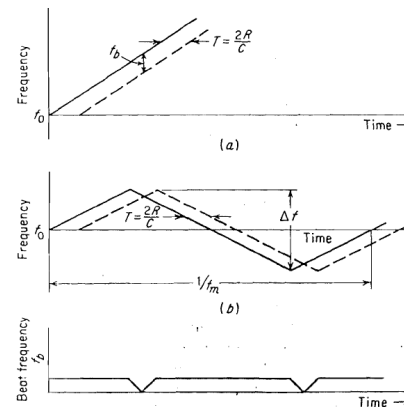 Frequency
f_b
T = 2R/C
f_0
Time
(a)
Frequency
T = 2R/C
Δf
f_0
Time
1/f_m
(b)
Beat frequency
f_b
Time